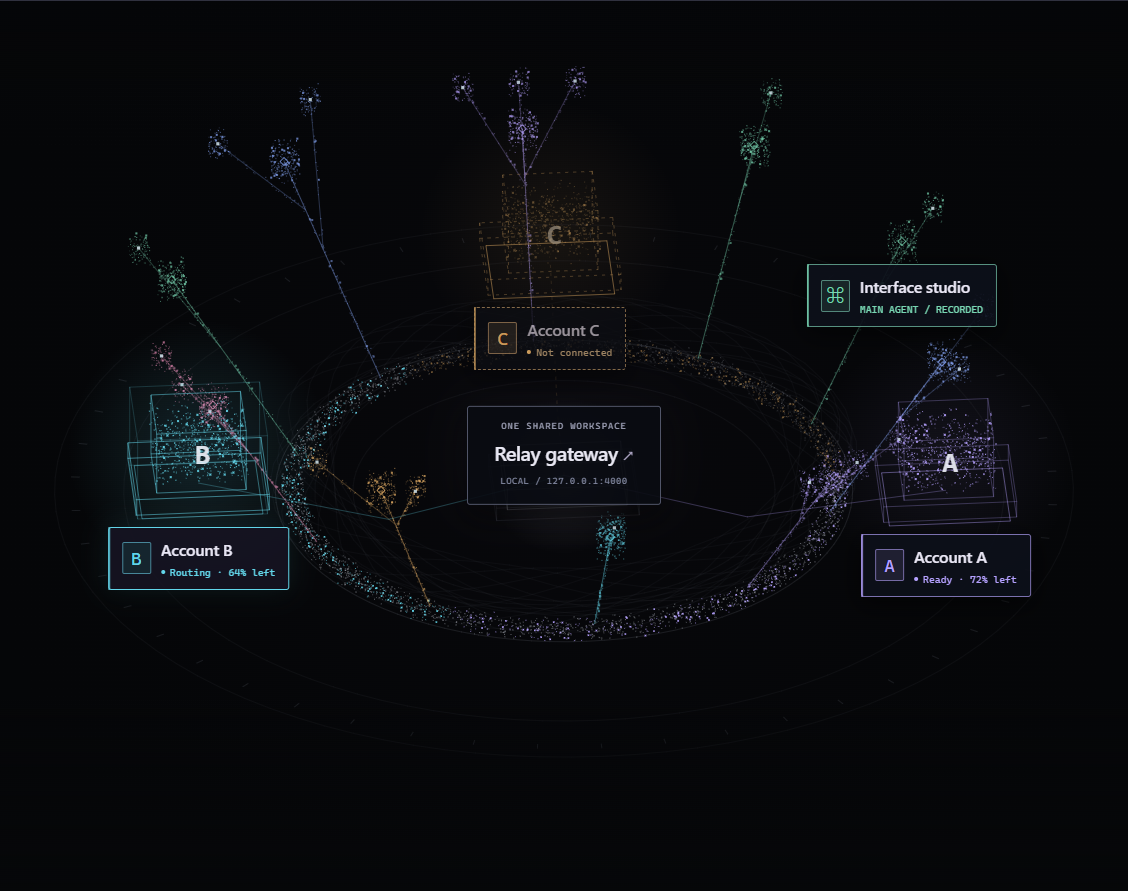 C
⌘
Interface studio
MAIN AGENT / RECORDED
C
Account C
Not connected
ONE SHARED WORKSPACE
Relay gateway ↗
LOCAL / 127.0.0.1:4000
B
A
B
Account B
Routing · 64% left
A
Account A
Ready · 72% left